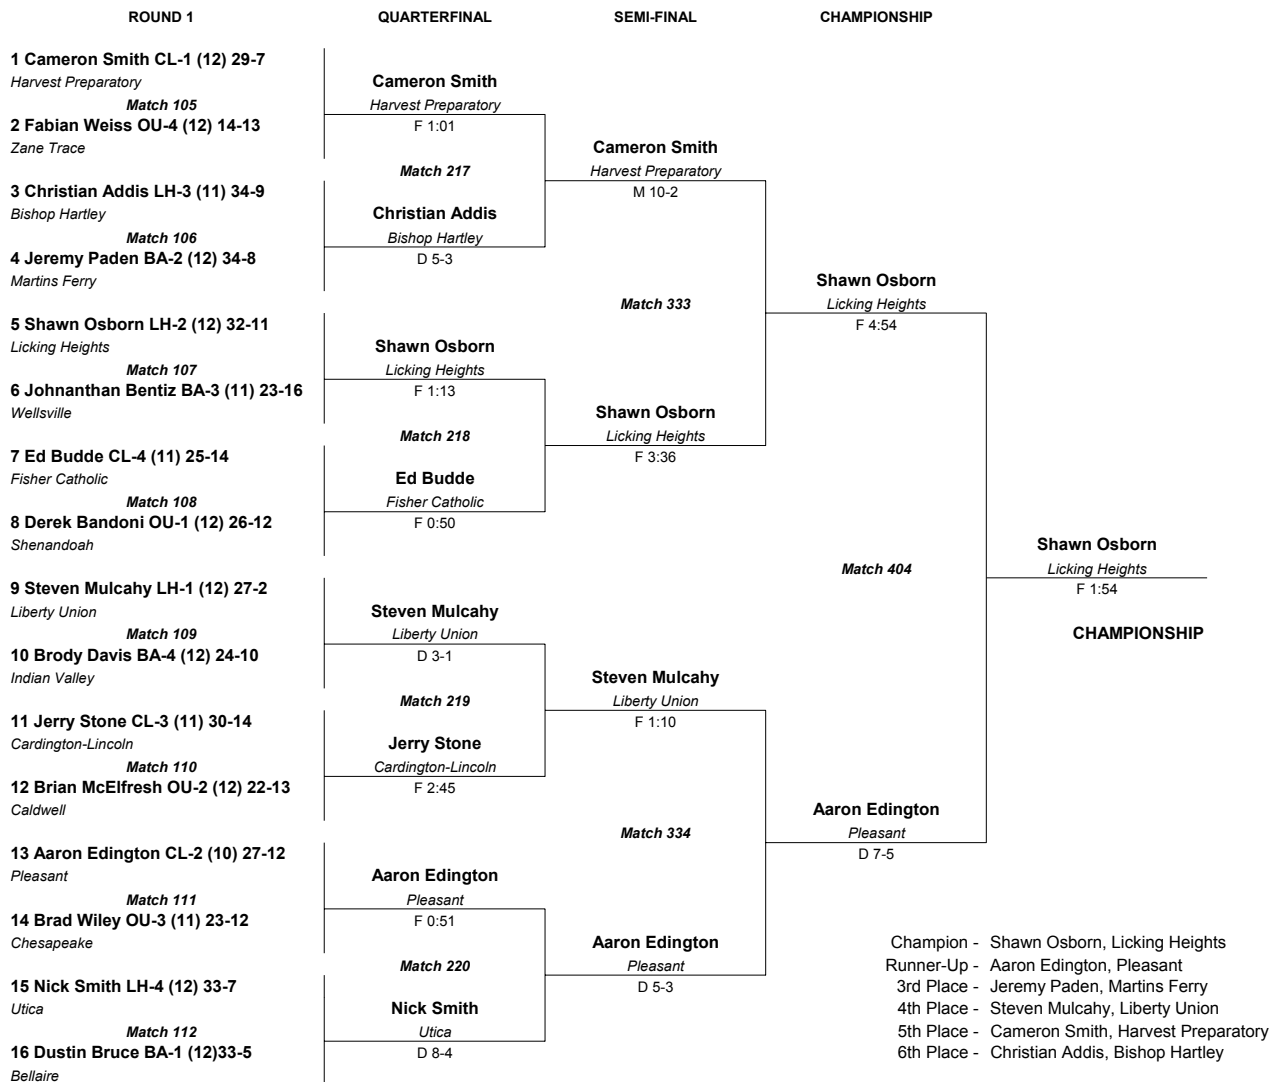 ROUND 1 QUARTERFINAL SEMI-FINAL CHAMPIONSHIP
1 Cameron Smith CL-1 (12) 29-7
Harvest Preparatory
Match 105
2 Fabian Weiss OU-4 (12) 14-13
Zane Trace
3 Christian Addis LH-3 (11) 34-9
Bishop Hartley
Match 106
4 Jeremy Paden BA-2 (12) 34-8
Martins Ferry
5 Shawn Osborn LH-2 (12) 32-11
Licking Heights
Match 107
6 Johnanthan Bentiz BA-3 (11) 23-16
Wellsville
7 Ed Budde CL-4 (11) 25-14
Fisher Catholic
Match 108
8 Derek Bandoni OU-1 (12) 26-12
Shenandoah
9 Steven Mulcahy LH-1 (12) 27-2
Liberty Union
Match 109
10 Brody Davis BA-4 (12) 24-10
Indian Valley
11 Jerry Stone CL-3 (11) 30-14
Cardington-Lincoln
Match 110
12 Brian McElfresh OU-2 (12) 22-13
Caldwell
13 Aaron Edington CL-2 (10) 27-12
Pleasant
Match 111
14 Brad Wiley OU-3 (11) 23-12
Chesapeake
15 Nick Smith LH-4 (12) 33-7
Utica
Match 112
16 Dustin Bruce BA-1 (12)33-5
Bellaire
Cameron Smith
Harvest Preparatory
F 1:01
Match 217
Christian Addis
Bishop Hartley
D 5-3
Shawn Osborn
Licking Heights
F 1:13
Match 218
Ed Budde
Fisher Catholic
F 0:50
Steven Mulcahy
Liberty Union
D 3-1
Match 219
Jerry Stone
Cardington-Lincoln
F 2:45
Aaron Edington
Pleasant
F 0:51
Match 220
Nick Smith
Utica
D 8-4
Cameron Smith
Harvest Preparatory
M 10-2
Match 333
Shawn Osborn
Licking Heights
F 3:36
Steven Mulcahy
Liberty Union
F 1:10
Match 334
Aaron Edington
Pleasant
D 5-3
Shawn Osborn
Licking Heights
F 4:54
Match 404
Aaron Edington
Pleasant
D 7-5
Shawn Osborn
Licking Heights
F 1:54
CHAMPIONSHIP
Champion - Shawn Osborn, Licking Heights
Runner-Up - Aaron Edington, Pleasant
3rd Place - Jeremy Paden, Martins Ferry
4th Place - Steven Mulcahy, Liberty Union
5th Place - Cameron Smith, Harvest Preparatory
6th Place - Christian Addis, Bishop Hartley